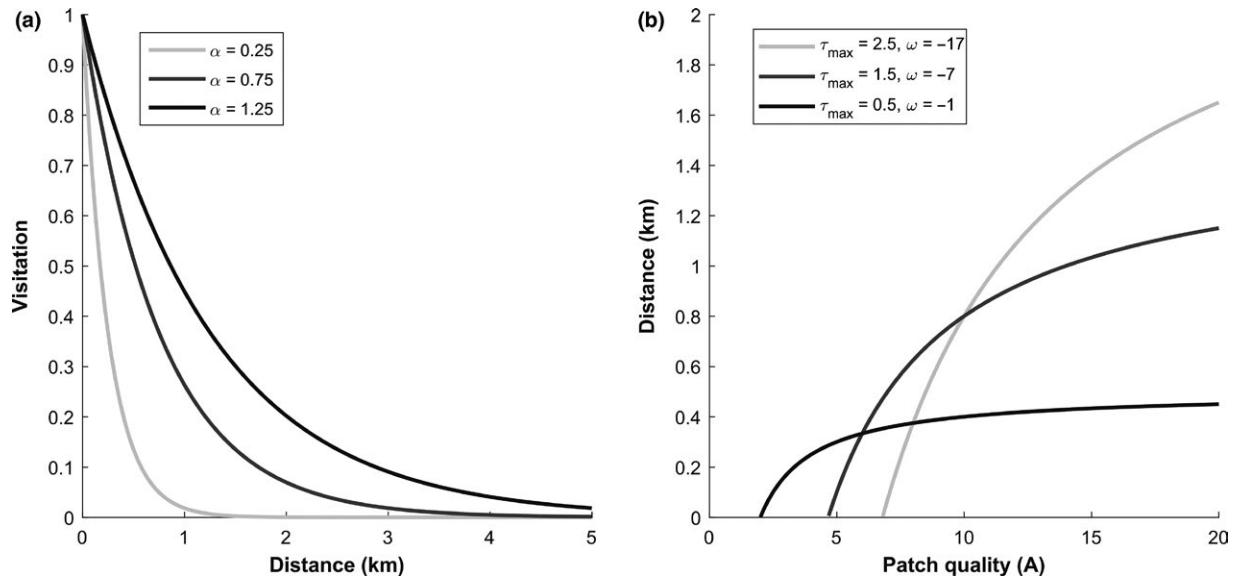 (a)
1
0.9
0.8
0.7
0.6
0.5
0.4
0.3
0.2
0.1
0
Visitation
α = 0.25
α = 0.75
α = 1.25
0 1 2 3 4 5
Distance (km)
(b)
2
1.8
1.6
1.4
1.2
1
0.8
0.6
0.4
0.2
0
Distance (km)
τmax = 2.5, ω = –17
τmax = 1.5, ω = –7
τmax = 0.5, ω = –1
0 5 10 15 20
Patch quality (A)